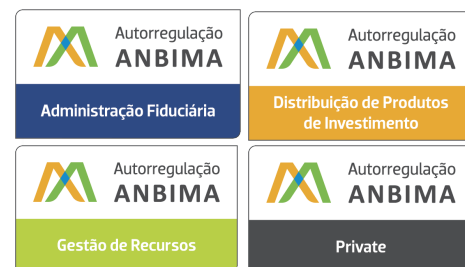 Autorregulação
ANBIMA
Administração Fiduciária
Autorregulação
ANBIMA
Distribuição de Produtos
de Investimento
Autorregulação
ANBIMA
Gestão de Recursos
Autorregulação
ANBIMA
Private